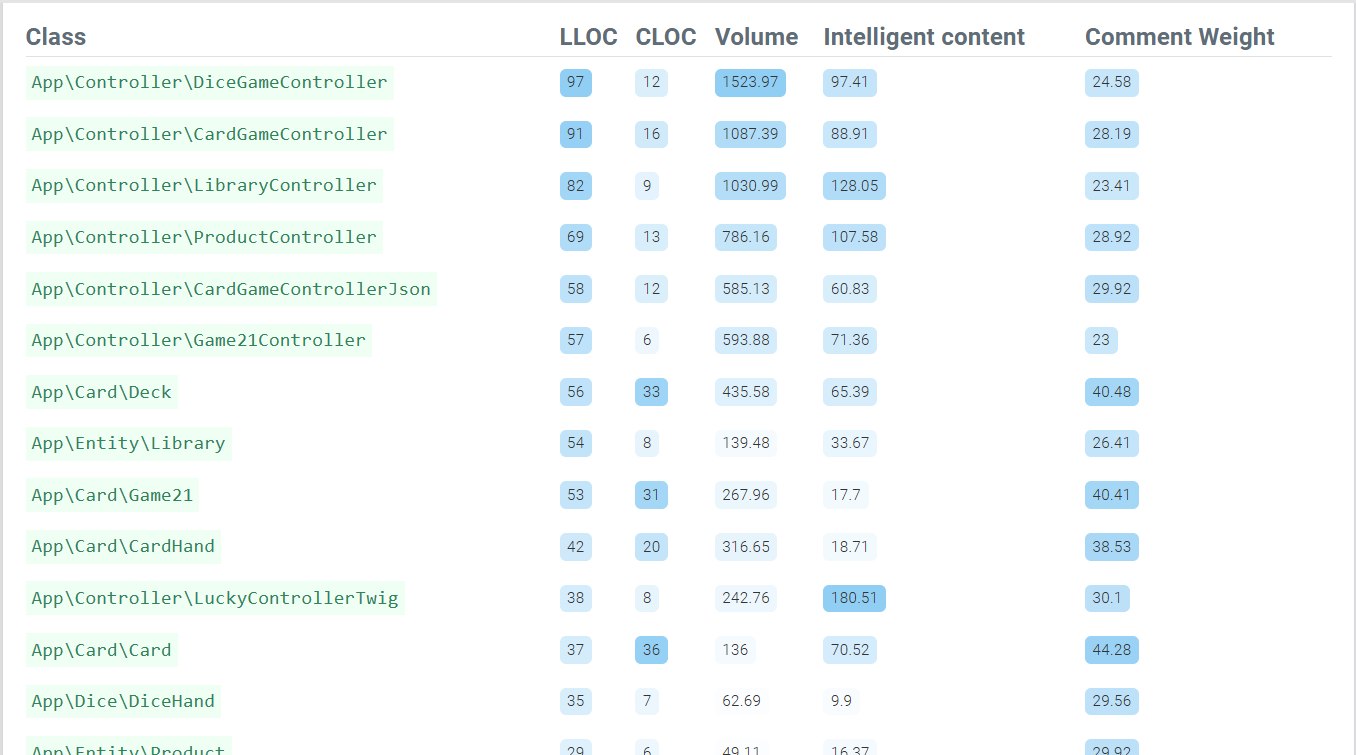 Class LLOC CLOC Volume Intelligent content Comment Weight
App\Controller\DiceGameController 97 12 1523.97 97.41 24.58
App\Controller\CardGameController 91 16 1087.39 88.91 28.19
App\Controller\LibraryController 82 9 1030.99 128.05 23.41
App\Controller\ProductController 69 13 786.16 107.58 28.92
App\Controller\CardGameControllerJson 58 12 585.13 60.83 29.92
App\Controller\Game21Controller 57 6 593.88 71.36 23
App\Card\Deck 56 33 435.58 65.39 40.48
App\Entity\Library 54 8 139.48 33.67 26.41
App\Card\Game21 53 31 267.96 17.7 40.41
App\Card\CardHand 42 20 316.65 18.71 38.53
App\Controller\LuckyControllerTwig 38 8 242.76 180.51 30.1
App\Card\Card 37 36 136 70.52 44.28
App\Dice\DiceHand 35 7 62.69 9.9 29.56
App\Entity\Product 29 6 49.11 16.37 29.92